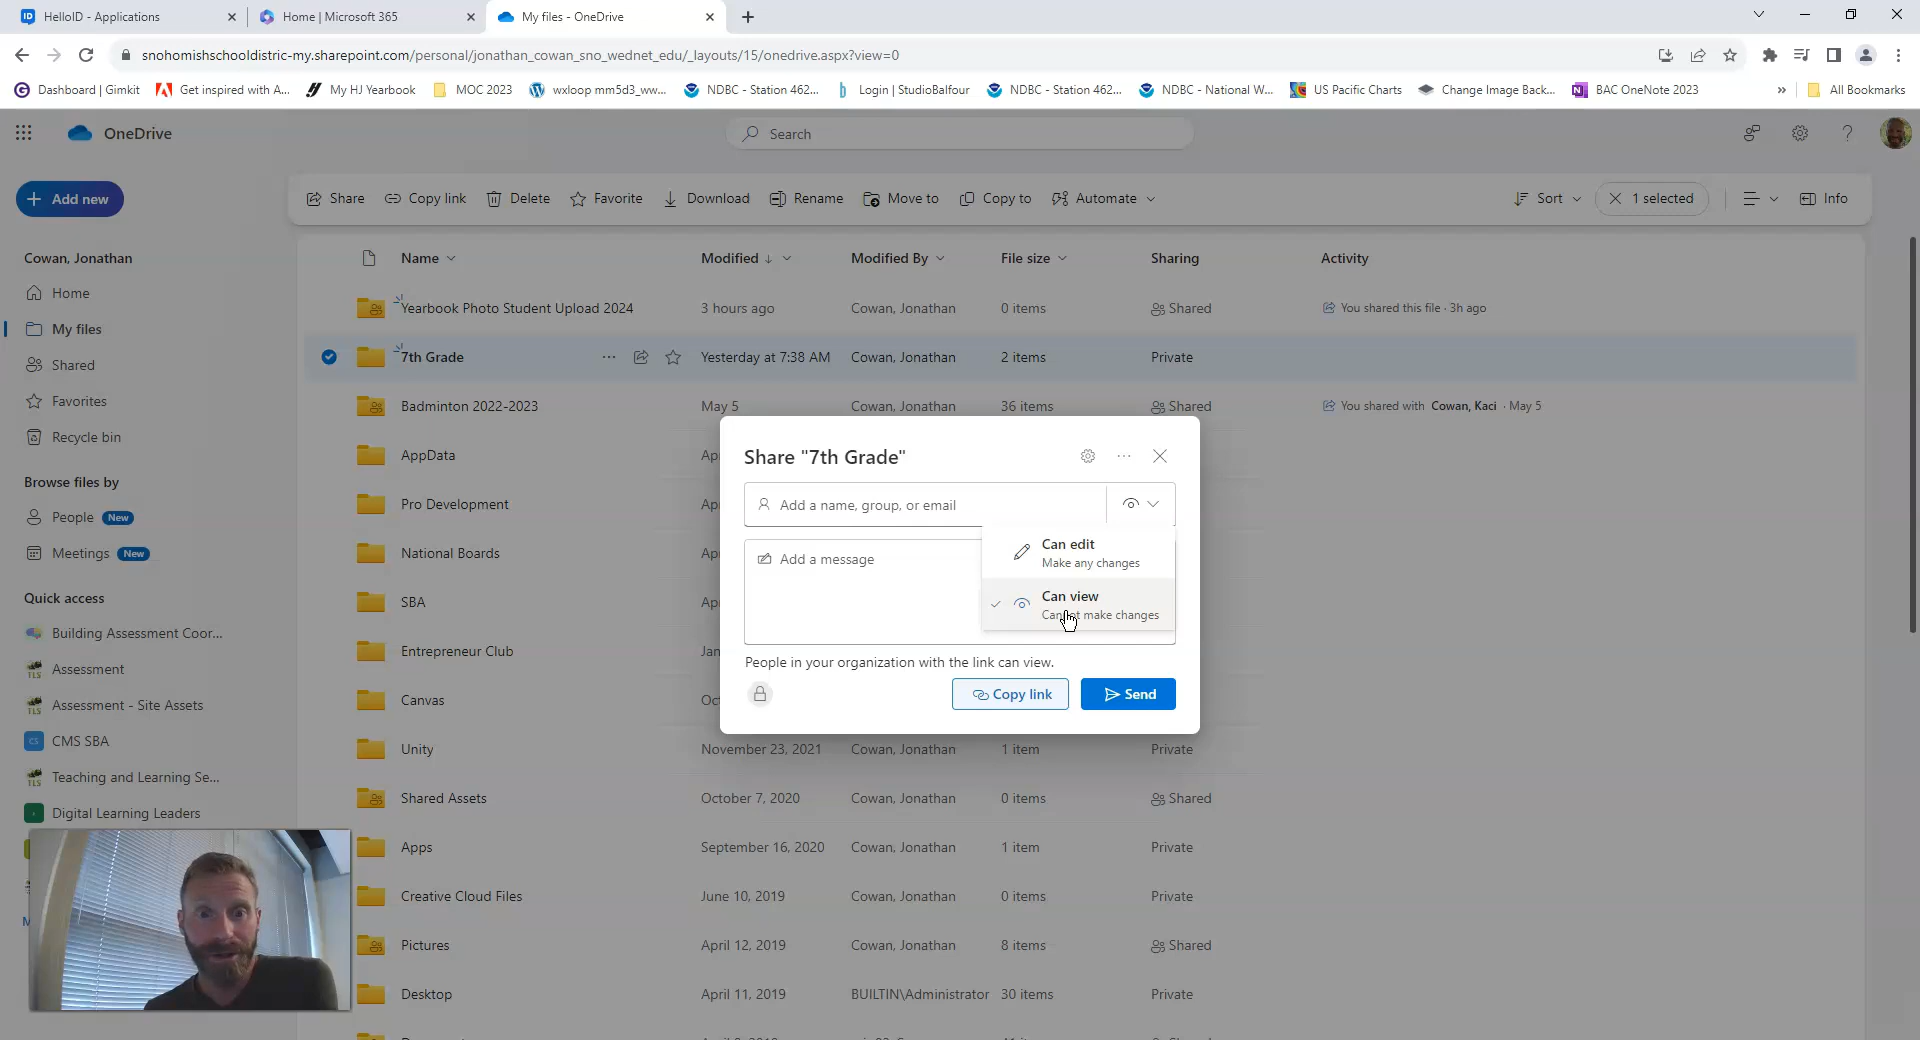 HelloID - Applications
Home | Microsoft 365
My files - OneDrive
snohomishschooldistric-my.sharepoint.com/personal/jonathan_cowan_sno_wednet_edu/_layouts/15/onedrive.aspx?view=0
Dashboard | Gimkit
Get inspired with A...
My HJ Yearbook
MOC 2023
wxloop mm5d3_ww...
NDBC - Station 462...
Login | StudioBalfour
NDBC - Station 462...
NDBC - National W...
US Pacific Charts
Change Image Back...
BAC OneNote 2023
»
All Bookmarks
OneDrive
Search
Add new
Share
Copy link
Delete
Favorite
Download
Rename
Move to
Copy to
Automate
Sort
1 selected
Info
Cowan, Jonathan
Home
My files
Shared
Favorites
Recycle bin
Browse files by
People New
Meetings New
Quick access
Building Assessment Coor...
Assessment
Assessment - Site Assets
CMS SBA
Teaching and Learning Se...
Digital Learning Leaders
Name Modified Modified By File size Sharing Activity
Yearbook Photo Student Upload 2024 3 hours ago Cowan, Jonathan 0 items Shared You shared this file · 3h ago
7th Grade Yesterday at 7:38 AM Cowan, Jonathan 2 items Private
Badminton 2022-2023 May 5 Cowan, Jonathan 36 items Shared You shared with Cowan, Kaci · May 5
AppData
Pro Development
National Boards
SBA
Entrepreneur Club
Canvas
Unity November 23, 2021 Cowan, Jonathan 1 item Private
Shared Assets October 7, 2020 Cowan, Jonathan 0 items Shared
Apps September 16, 2020 Cowan, Jonathan 1 item Private
Creative Cloud Files June 10, 2019 Cowan, Jonathan 0 items Private
Pictures April 12, 2019 Cowan, Jonathan 8 items Shared
Desktop April 11, 2019 BUILTIN\Administrator 30 items Private
Share "7th Grade"
Add a name, group, or email
Add a message
Can edit
Make any changes
Can view
Cannot make changes
People in your organization with the link can view.
Copy link
Send